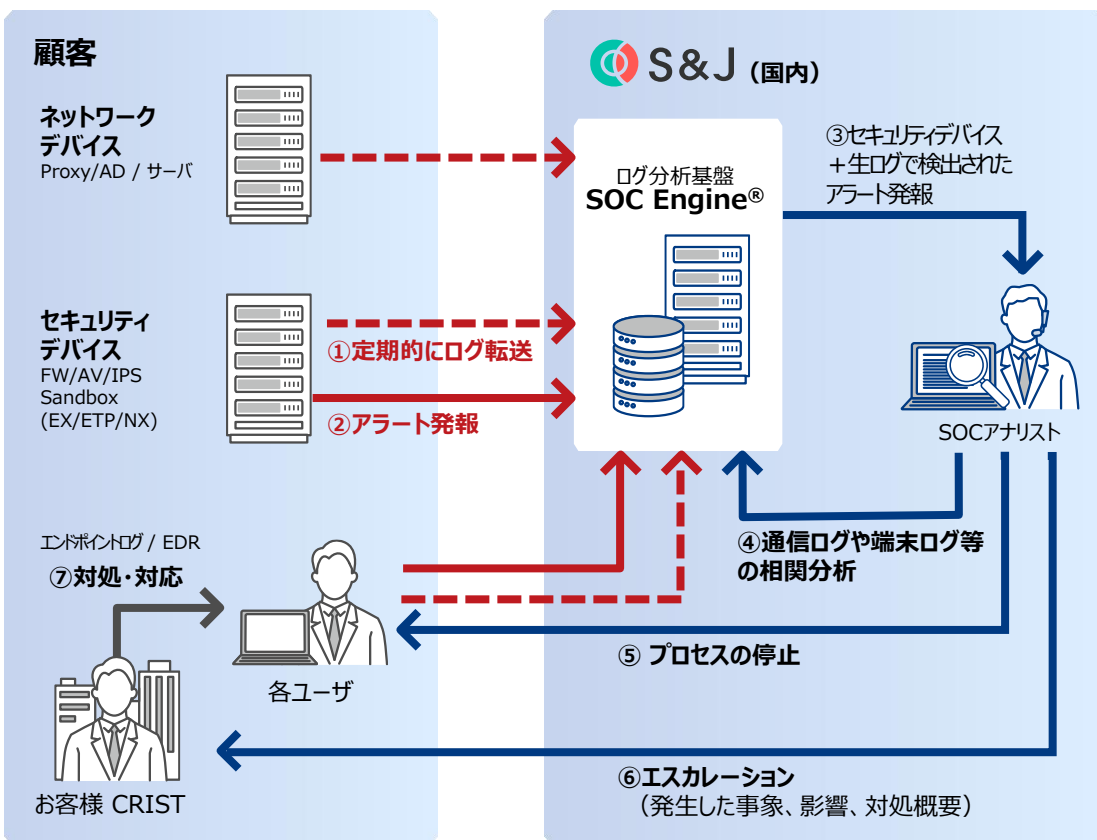 顧客
ネットワーク
デバイス
Proxy/AD / サーバ
セキュリティ
デバイス
FW/AV/IPS
Sandbox
(EX/ETP/NX)
①定期的にログ転送
②アラート発報
エンドポイントログ / EDR
⑦対処・対応
各ユーザ
お客様 CRIST
S&J（国内）
ログ分析基盤
SOC Engine®
③セキュリティデバイス
＋生ログで検出された
アラート発報
SOCアナリスト
④通信ログや端末ログ等
の相関分析
⑤ プロセスの停止
⑥エスカレーション
（発生した事象、影響、対処概要）